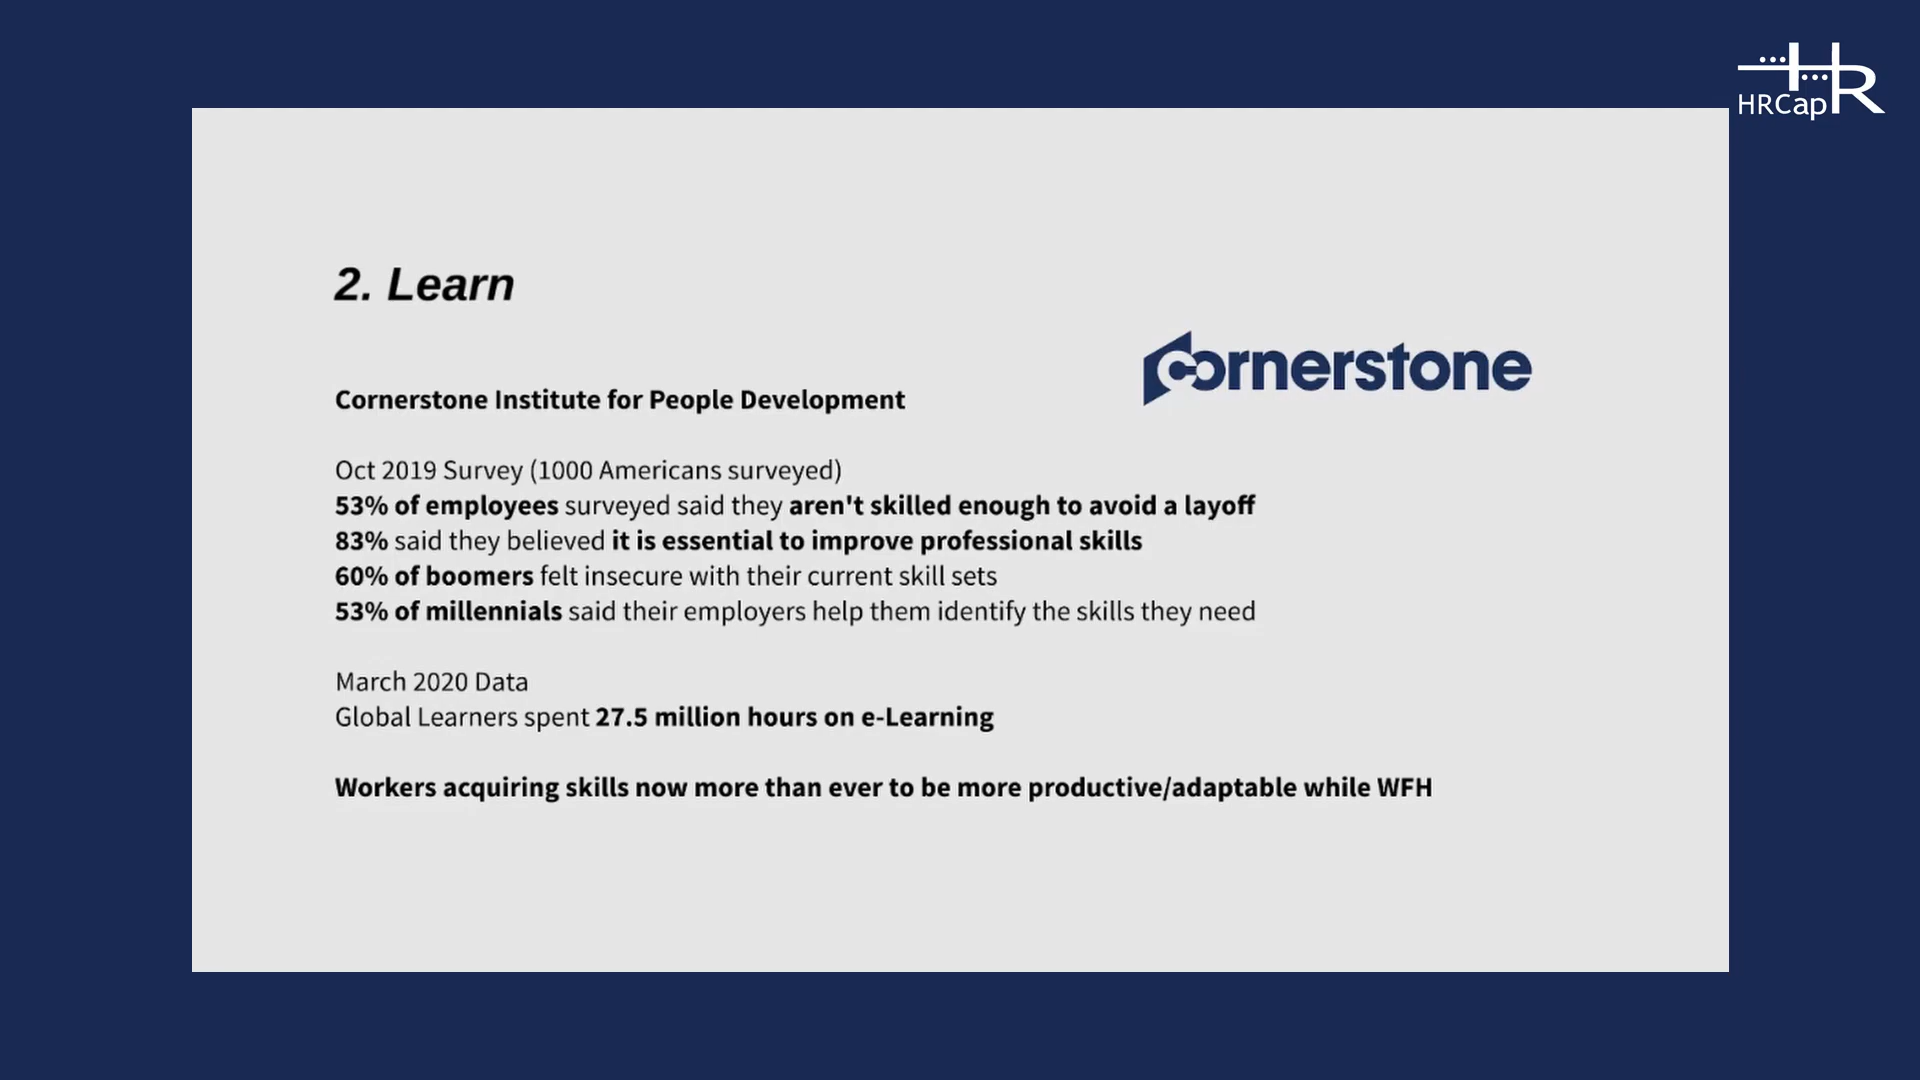 HR
HRCap
2. Learn
cornerstone
Cornerstone Institute for People Development
Oct 2019 Survey (1000 Americans surveyed)
53% of employees surveyed said they aren't skilled enough to avoid a layoff
83% said they believed it is essential to improve professional skills
60% of boomers felt insecure with their current skill sets
53% of millennials said their employers help them identify the skills they need
March 2020 Data
Global Learners spent 27.5 million hours on e-Learning
Workers acquiring skills now more than ever to be more productive/adaptable while WFH